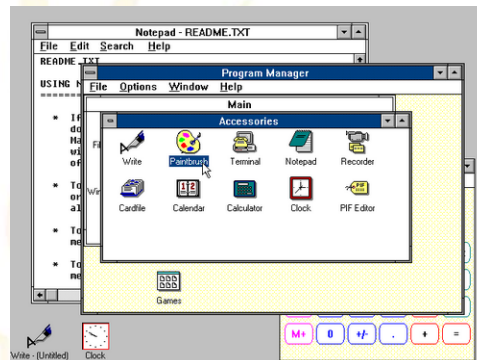 Notepad - README.TXT
File Edit Search Help
README.TXT
USING
Program Manager
File Options Window Help
Main
Accessories
Write Paintbrush Terminal Notepad Recorder
Cardfile Calendar Calculator Clock PIF Editor
* If
do
wi
of
* To
or
al
* To
me
* To
me
Games
M+ 0 +/- . + =
Write - (Untitled) Clock